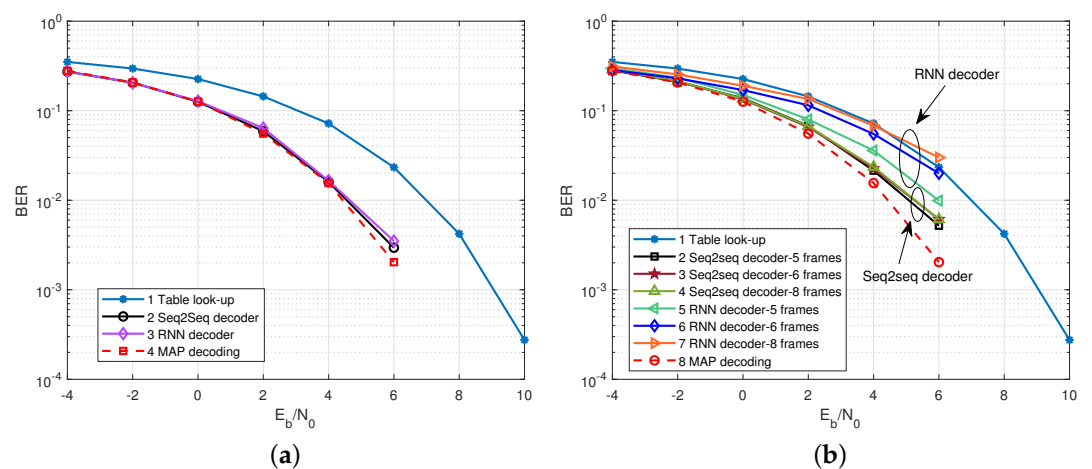 10^0
10^-1
10^-2
10^-3
10^-4
BER
-4 -2 0 2 4 6 8 10
E_b/N_0
1 Table look-up
2 Seq2Seq decoder
3 RNN decoder
4 MAP decoding
(a)
10^0
10^-1
10^-2
10^-3
10^-4
BER
-4 -2 0 2 4 6 8 10
E_b/N_0
RNN decoder
Seq2seq decoder
1 Table look-up
2 Seq2seq decoder-5 frames
3 Seq2seq decoder-6 frames
4 Seq2seq decoder-8 frames
5 RNN decoder-5 frames
6 RNN decoder-6 frames
7 RNN decoder-8 frames
8 MAP decoding
(b)